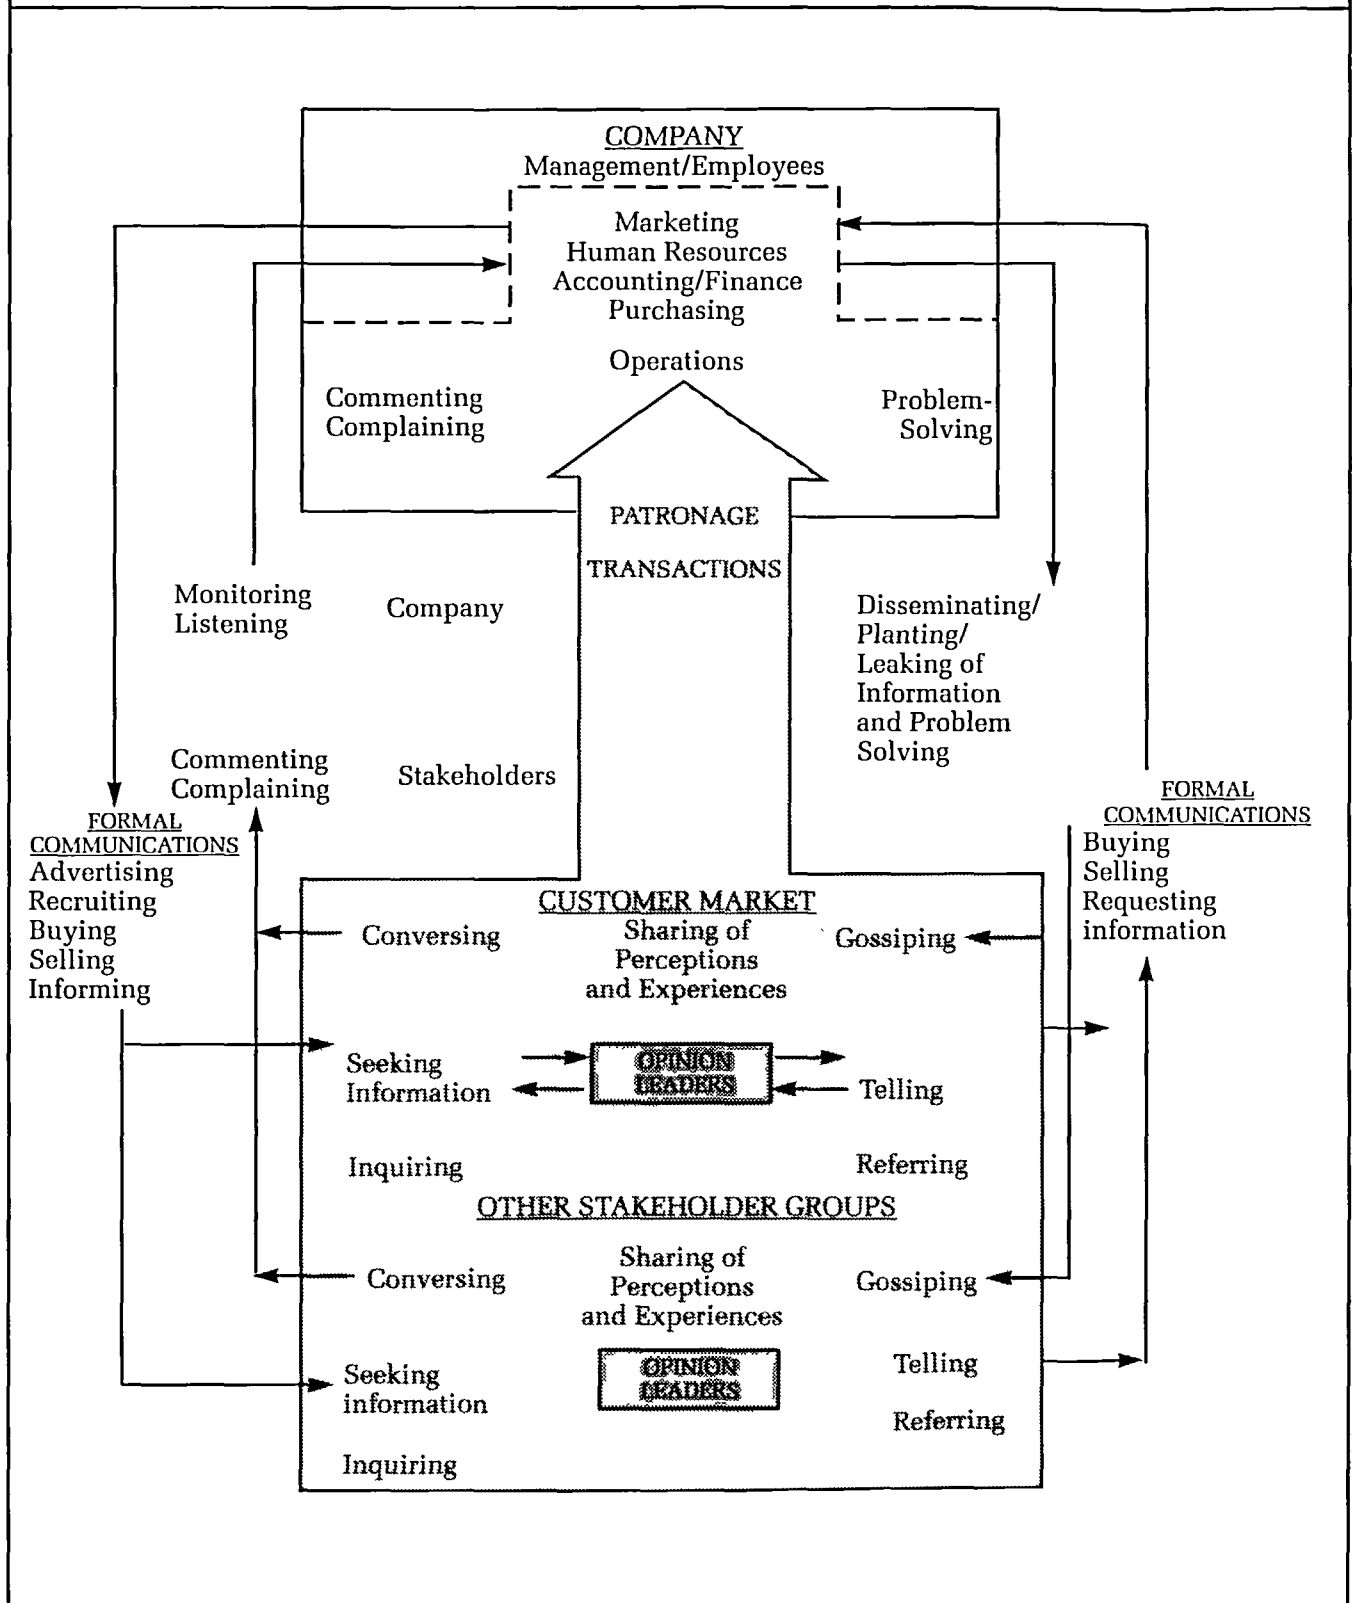 COMPANY
Management/Employees
Marketing
Human Resources
Accounting/Finance
Purchasing
Operations
Commenting
Complaining
Problem-
Solving
PATRONAGE
TRANSACTIONS
Monitoring
Listening
Company
Disseminating/
Planting/
Leaking of
Information
and Problem
Solving
Commenting
Complaining
Stakeholders
FORMAL
COMMUNICATIONS
Advertising
Recruiting
Buying
Selling
Informing
FORMAL
COMMUNICATIONS
Buying
Selling
Requesting
information
CUSTOMER MARKET
Sharing of
Perceptions
and Experiences
Conversing
Gossiping
Seeking
Information
OPINION
LEADERS
Telling
Inquiring
Referring
OTHER STAKEHOLDER GROUPS
Sharing of
Perceptions
and Experiences
Conversing
Gossiping
Seeking
information
OPINION
LEADERS
Telling
Referring
Inquiring